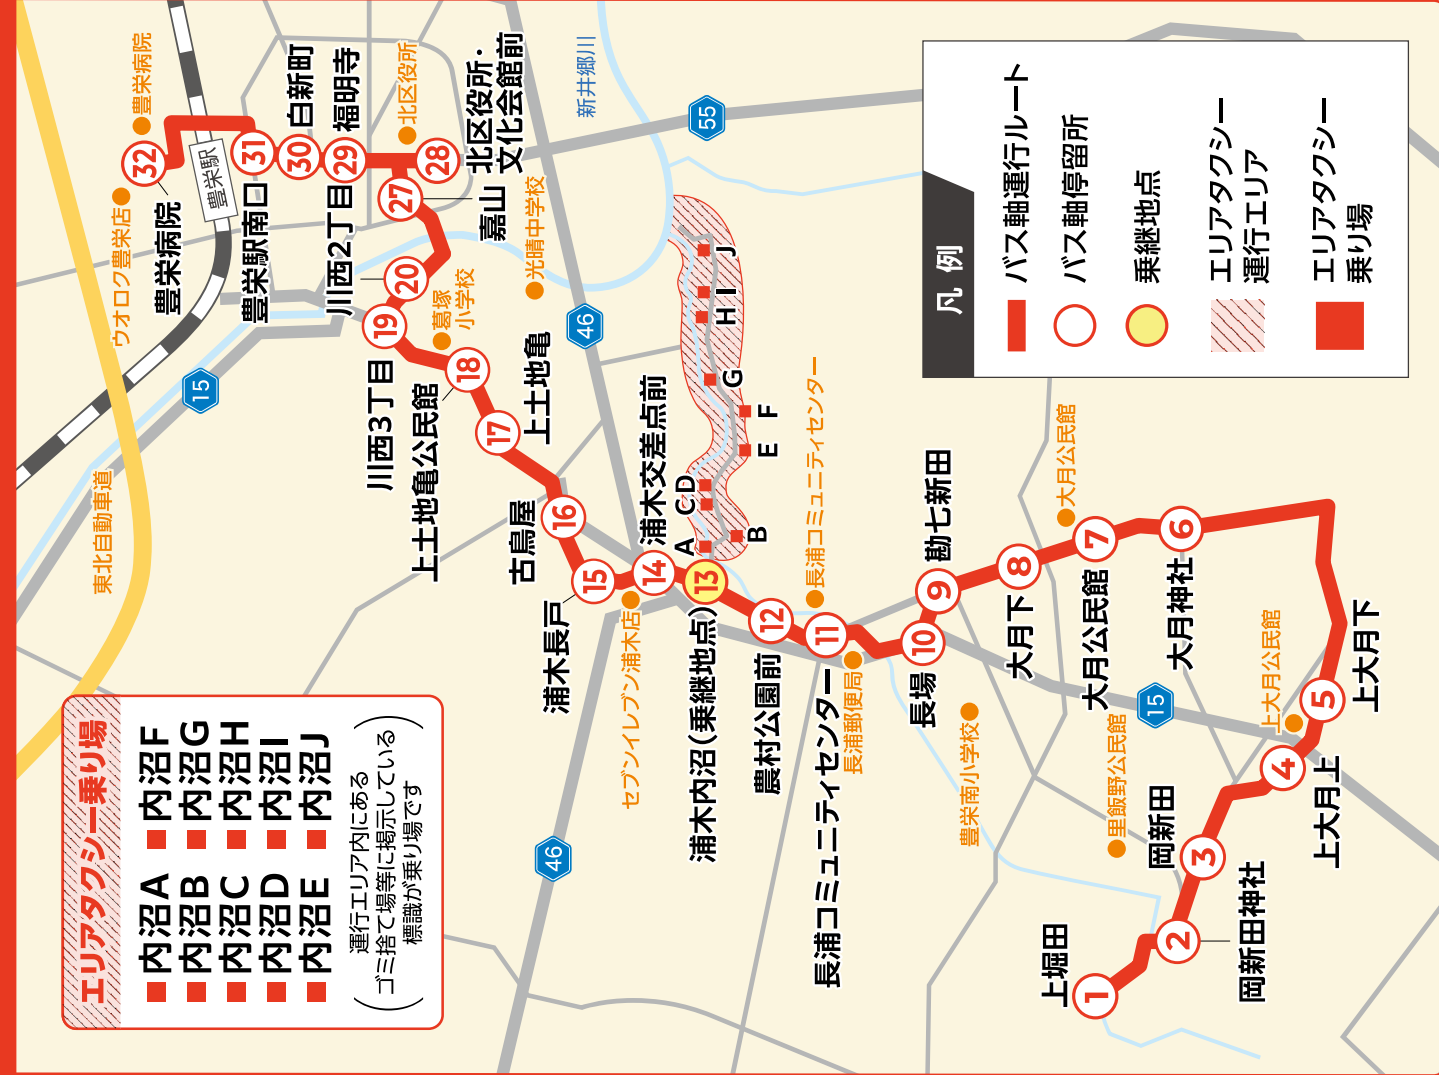 エリアタクシー乗り場
内沼A
内沼B
内沼C
内沼D
内沼E
内沼F
内沼G
内沼H
内沼I
内沼J
(運行エリア内にある
ゴミ捨て場等に掲示している
標識が乗り場です)
凡例
バス軸運行ルート
バス軸停留所
乗継地点
エリアタクシー
運行エリア
エリアタクシー
乗り場
32
豊栄病院
豊栄病院
ウオロク豊栄店
豊栄駅
31
豊栄駅南口
30
白新町
29
福明寺
28
北区役所・
文化会館前
北区役所
27
嘉山
20
川西2丁目
19
川西3丁目
葛塚
小学校
18
上土地亀公民館
17
上土地亀
光晴中学校
16
古鳥屋
15
浦木長戸
14
浦木交差点前
セブンイレブン浦木店
13
浦木内沼(乗継地点)
12
農村公園前
11
長浦コミュニティセンター
長浦コミュニティセンター
長浦郵便局
10
長場
9
勘七新田
8
大月下
7
大月公民館
大月公民館
6
大月神社
5
上大月下
4
上大月上
上大月公民館
3
岡新田
2
岡新田神社
1
上堀田
里飯野公民館
豊栄南小学校
東北自動車道
新井郷川
A
B
C
D
E
F
G
H
I
J
15
46
55
46
15